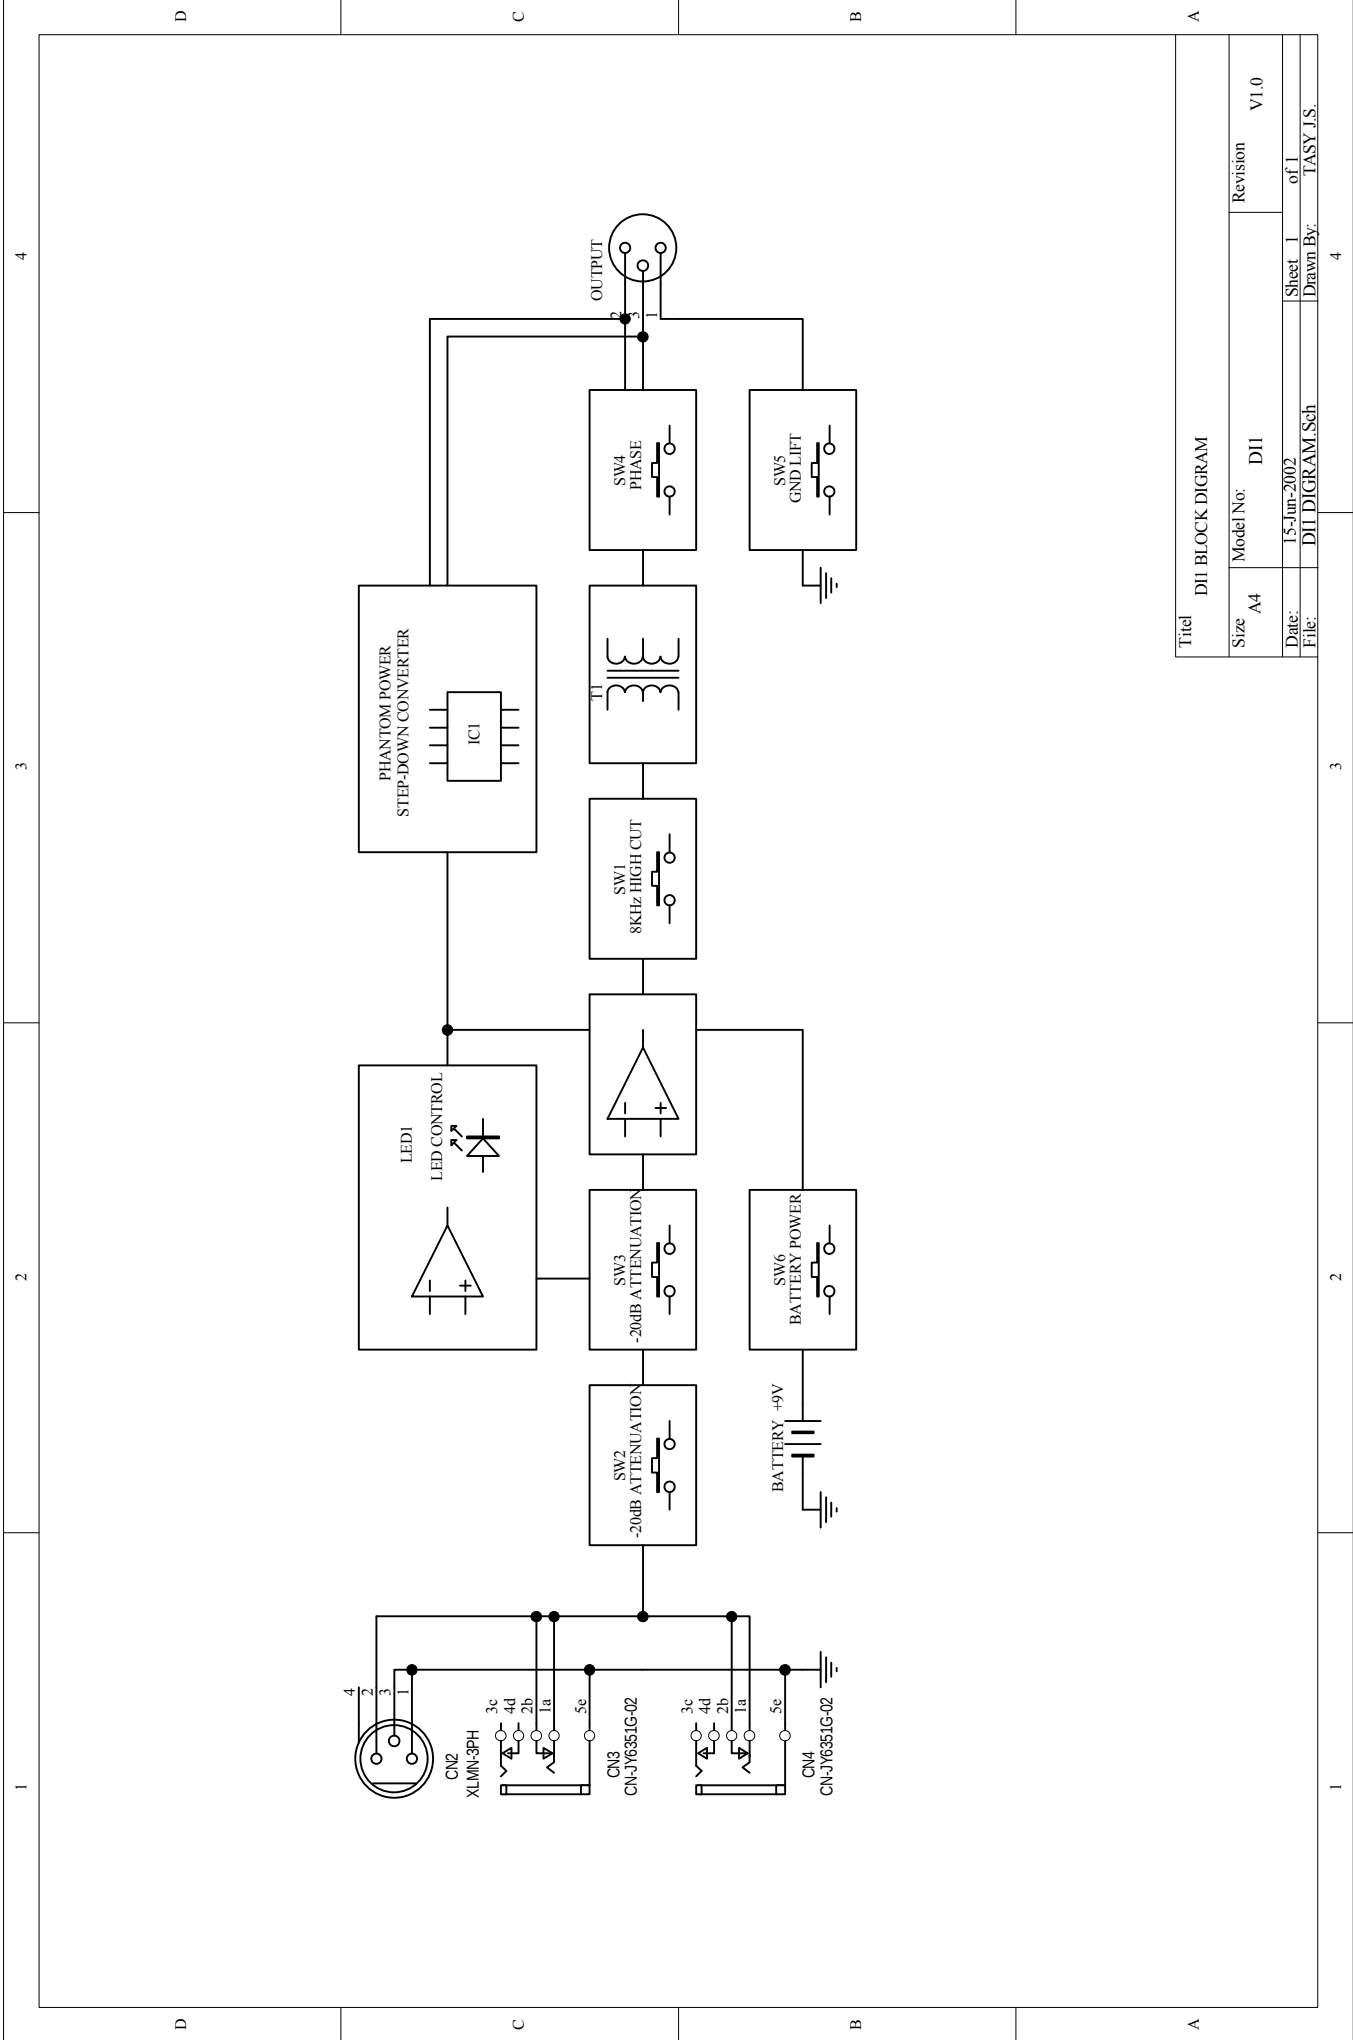 1
2
3
4
D
D
C
C
B
B
A
A
1
2
3
4
4
2
3
1
CN2
XLMN-3PH
3c
4d
2b
1a
5e
CN3
CN-JY6351G-02
3c
4d
2b
1a
5e
CN4
CN-JY6351G-02
SW2
-20dB ATTENUATION
BATTERY +9V
SW3
-20dB ATTENUATION
SW6
BATTERY POWER
LED1
LED CONTROL
SW1
8KHz HIGH CUT
PHANTOM POWER
STEP-DOWN CONVERTER
IC1
T1
SW4
PHASE
SW5
GND LIFT
OUTPUT
2
3
1
Titel
DI1 BLOCK DIGRAM
Size A4
Model No: DI1
Revision V1.0
Date: 15-Jun-2002
Sheet 1 of 1
File: DI1 DIGRAM.Sch
Drawn By: TASY J.S.